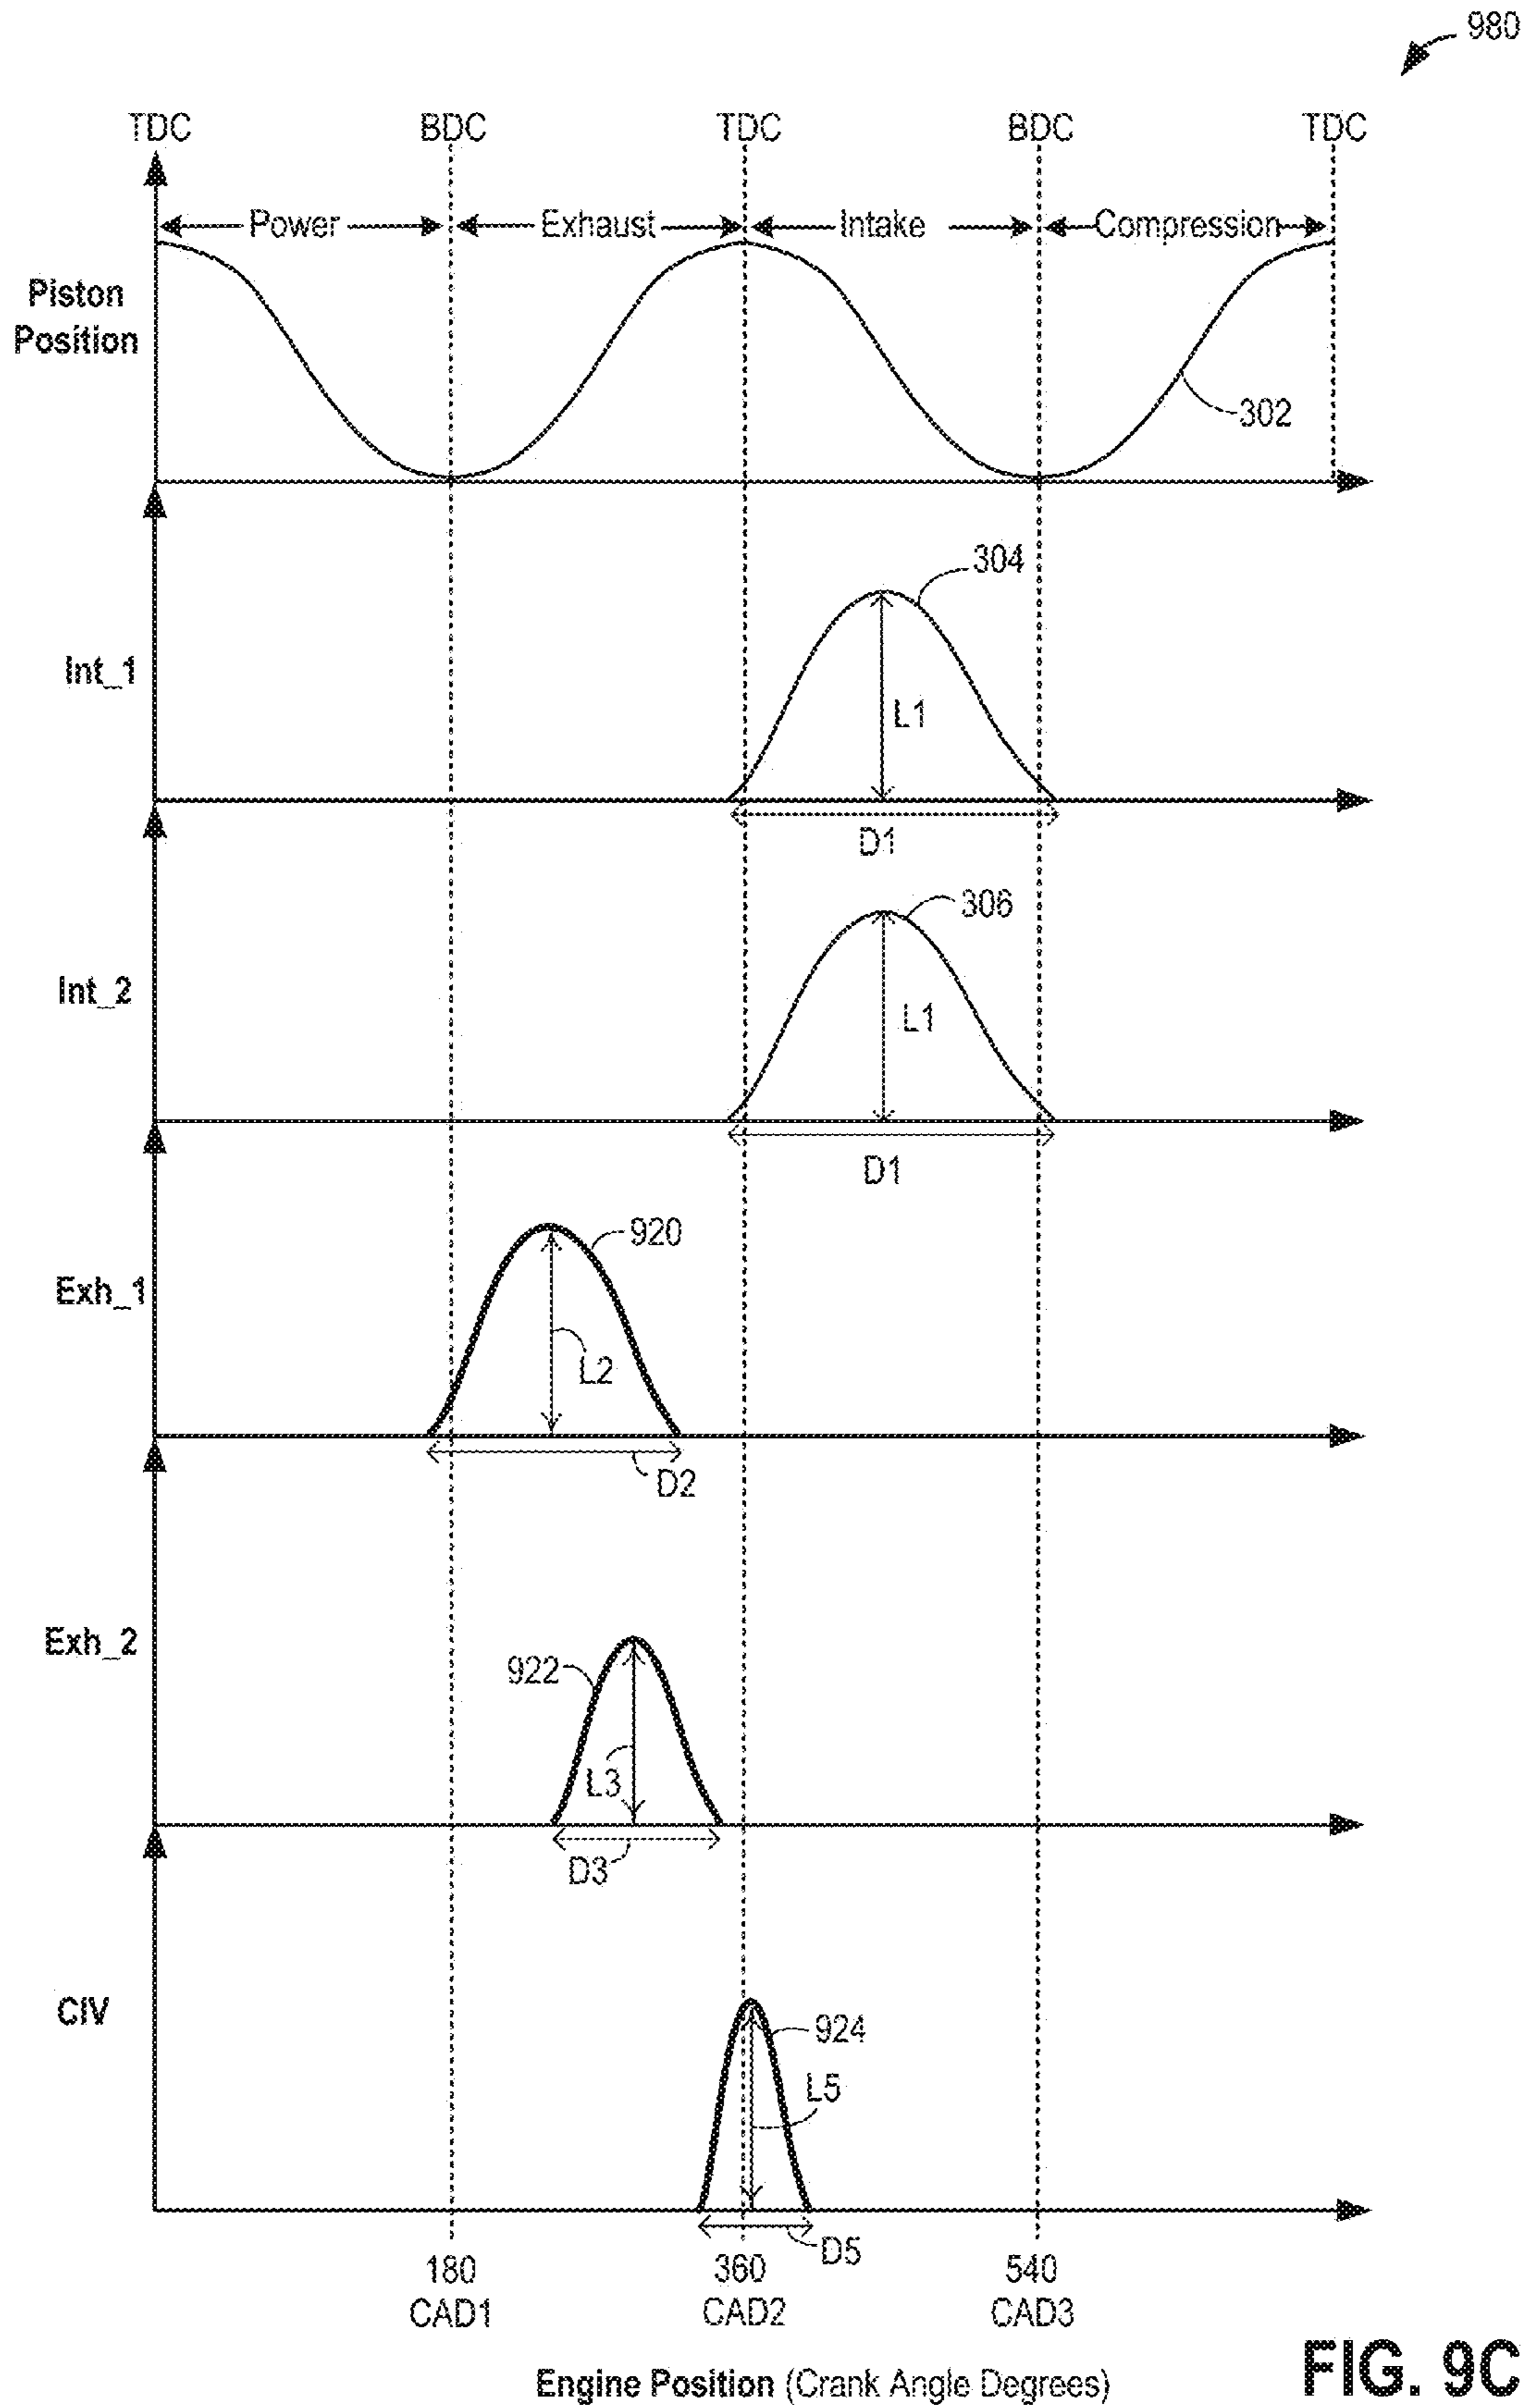 980
TDC BDC TDC BDC TDC
Power Exhaust Intake Compression
Piston
Position
302
304
Int_1
L1
D1
306
Int_2
L1
D1
920
Exh_1
L2
D2
Exh_2
922
L3
D3
CIV
924
L5
D5
180 360 540
CAD1 CAD2 CAD3
Engine Position (Crank Angle Degrees)
FIG. 9C